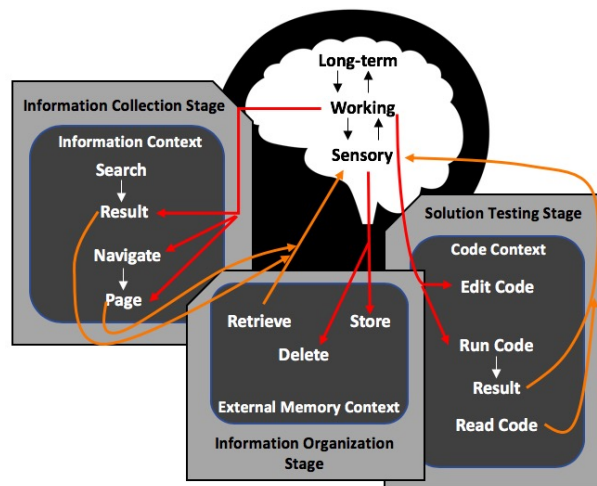 Long-term
Working
Sensory
Information Collection Stage
Information Context
Search
Result
Navigate
Page
Retrieve
Store
Delete
External Memory Context
Information Organization
Stage
Solution Testing Stage
Code Context
Edit Code
Run Code
Result
Read Code